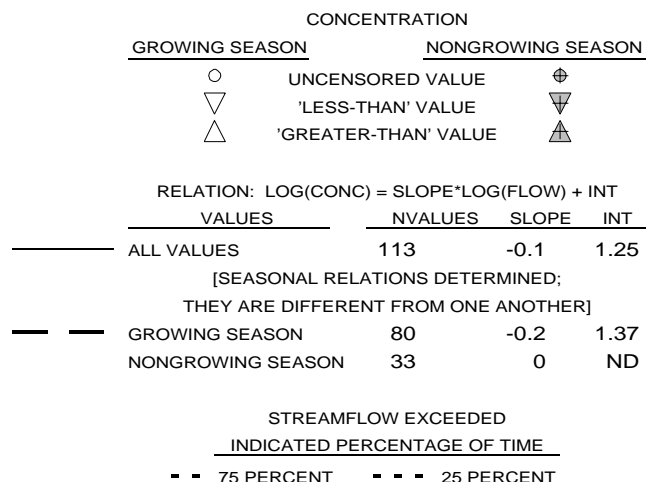 CONCENTRATION
GROWING SEASON NONGROWING SEASON
UNCENSORED VALUE
'LESS-THAN' VALUE
'GREATER-THAN' VALUE
RELATION: LOG(CONC) = SLOPE*LOG(FLOW) + INT
VALUES NVALUES SLOPE INT
ALL VALUES 113 -0.1 1.25
[SEASONAL RELATIONS DETERMINED;
THEY ARE DIFFERENT FROM ONE ANOTHER]
GROWING SEASON 80 -0.2 1.37
NONGROWING SEASON 33 0 ND
STREAMFLOW EXCEEDED
INDICATED PERCENTAGE OF TIME
75 PERCENT 25 PERCENT